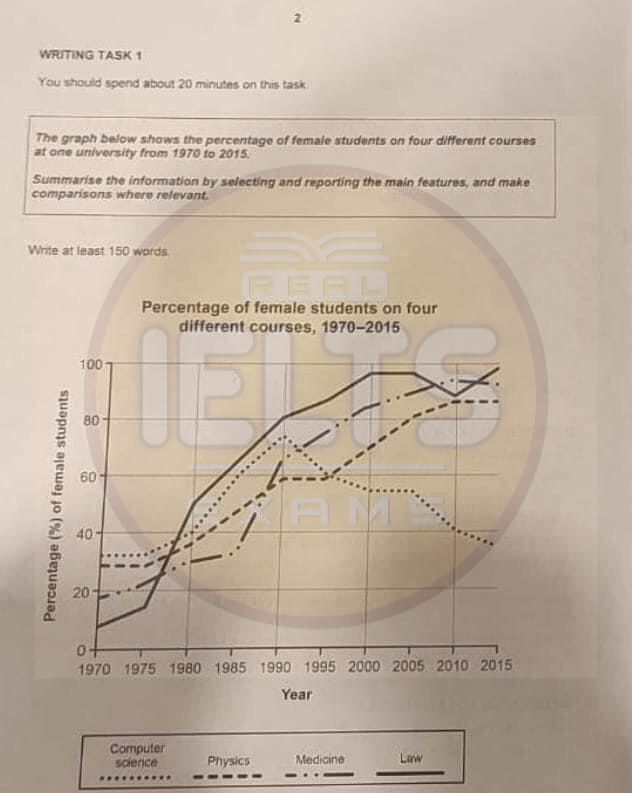 2
WRITING TASK 1
You should spend about 20 minutes on this task.
The graph below shows the percentage of female students on four different courses
at one university from 1970 to 2015.
Summarise the information by selecting and reporting the main features, and make
comparisons where relevant.
Write at least 150 words.
REAL
IELTS
EXAMS
Percentage of female students on four
different courses, 1970–2015
Percentage (%) of female students
100
80
60
40
20
0
1970 1975 1980 1985 1990 1995 2000 2005 2010 2015
Year
Computer
science
Physics
Medicine
Law